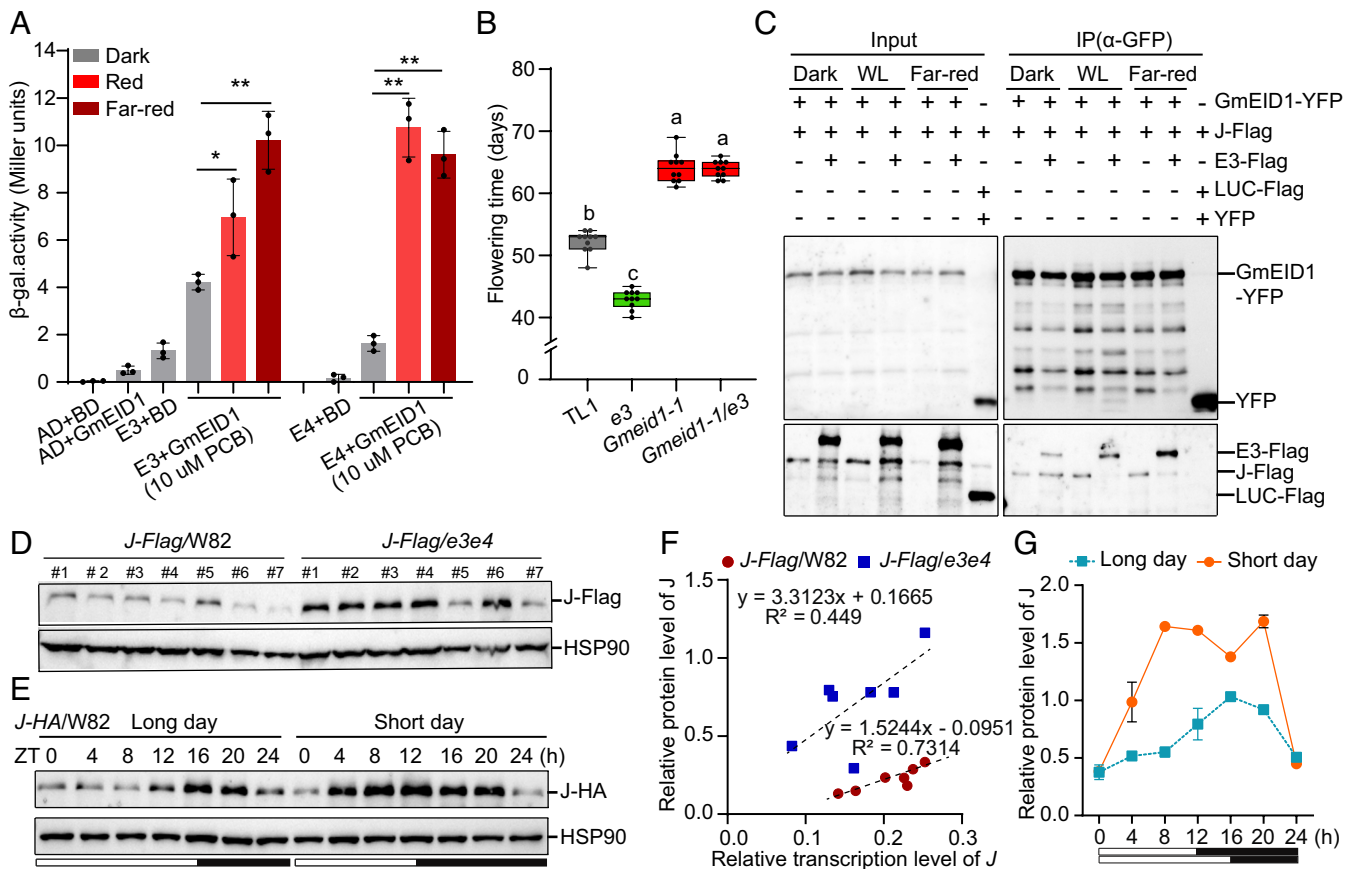 A
β-gal.activity (Miller units)
14
12
10
8
6
4
2
0
Dark
Red
Far-red
**
*
**
**
AD+BD
AD+GmEID1
E3+BD
E3+GmEID1
(10 uM PCB)
E4+BD
E4+GmEID1
(10 uM PCB)
B
Flowering time (days)
80
70
60
50
40
0
b
c
a
a
TL1
e3
Gmeid1-1
Gmeid1-1/e3
C
Input IP(α-GFP)
Dark WL Far-red Dark WL Far-red
+ + + + + + - + + + + + + - GmEID1-YFP
+ + + + + + + + + + + + + + J-Flag
- + - + - + - - + - + - + - E3-Flag
- - - - - - + - - - - - - + LUC-Flag
- - - - - - + - - - - - - + YFP
GmEID1
-YFP
YFP
E3-Flag
J-Flag
LUC-Flag
D
J-Flag/W82 J-Flag/e3e4
#1 # 2 #3 #4 #5 #6 #7 #1 #2 #3 #4 #5 #6 #7
J-Flag
HSP90
E
J-HA/W82 Long day Short day
ZT 0 4 8 12 16 20 24 0 4 8 12 16 20 24 (h)
J-HA
HSP90
F
J-Flag/W82 J-Flag/e3e4
Relative protein level of J
1.5
1.0
0.5
0.0
y = 3.3123x + 0.1665
R² = 0.449
y = 1.5244x - 0.0951
R² = 0.7314
0.0 0.1 0.2 0.3
Relative transcription level of J
G
Long day Short day
Relative protein level of J
2.0
1.5
1.0
0.5
0.0
0 4 8 12 16 20 24 (h)